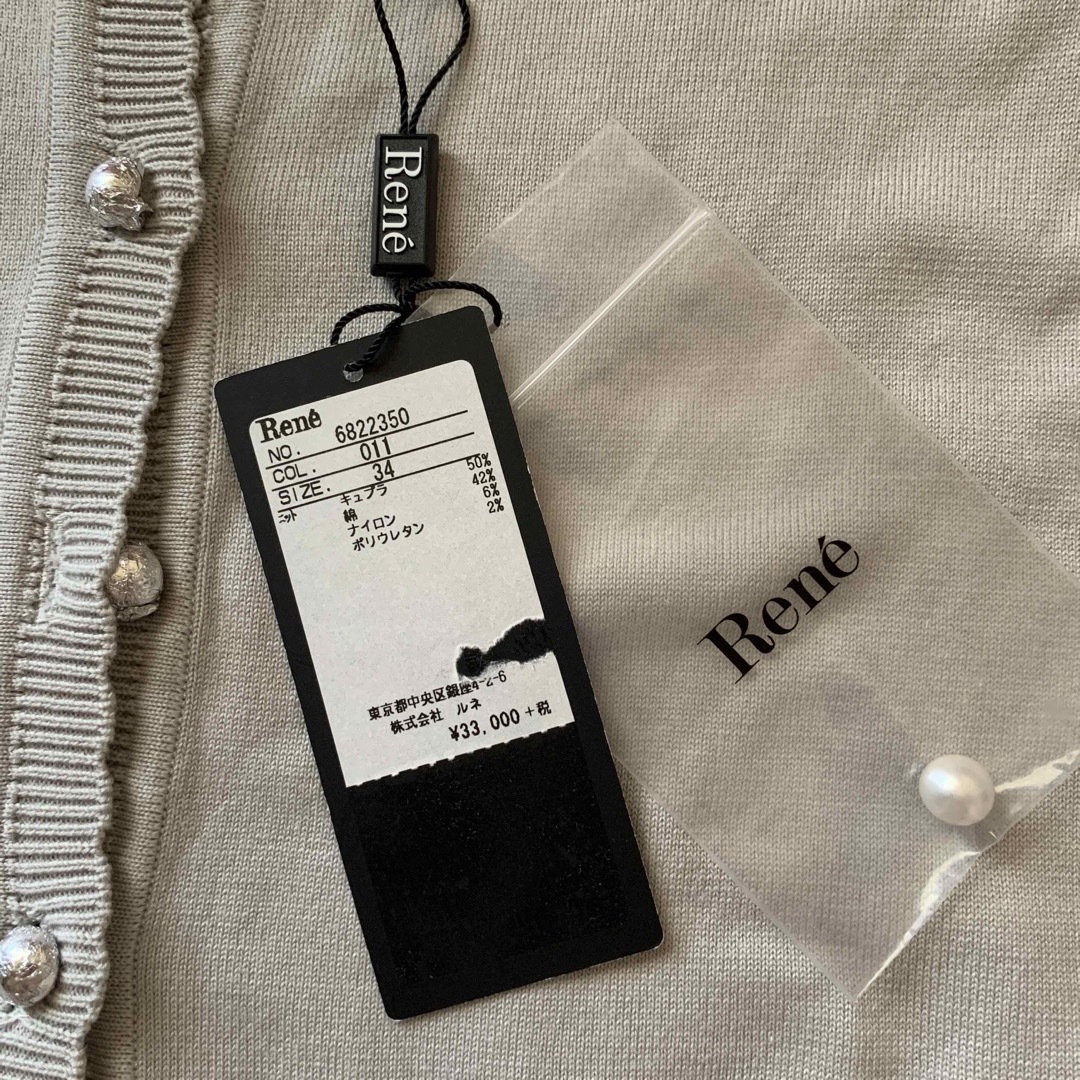 René
René
NO. 6822350
COL. 011
SIZE. 34
ニット キュプラ 50%
綿 42%
ナイロン 6%
ポリウレタン 2%
東京都中央区銀座4-2-6
株式会社 ルネ
¥33,000+税
René